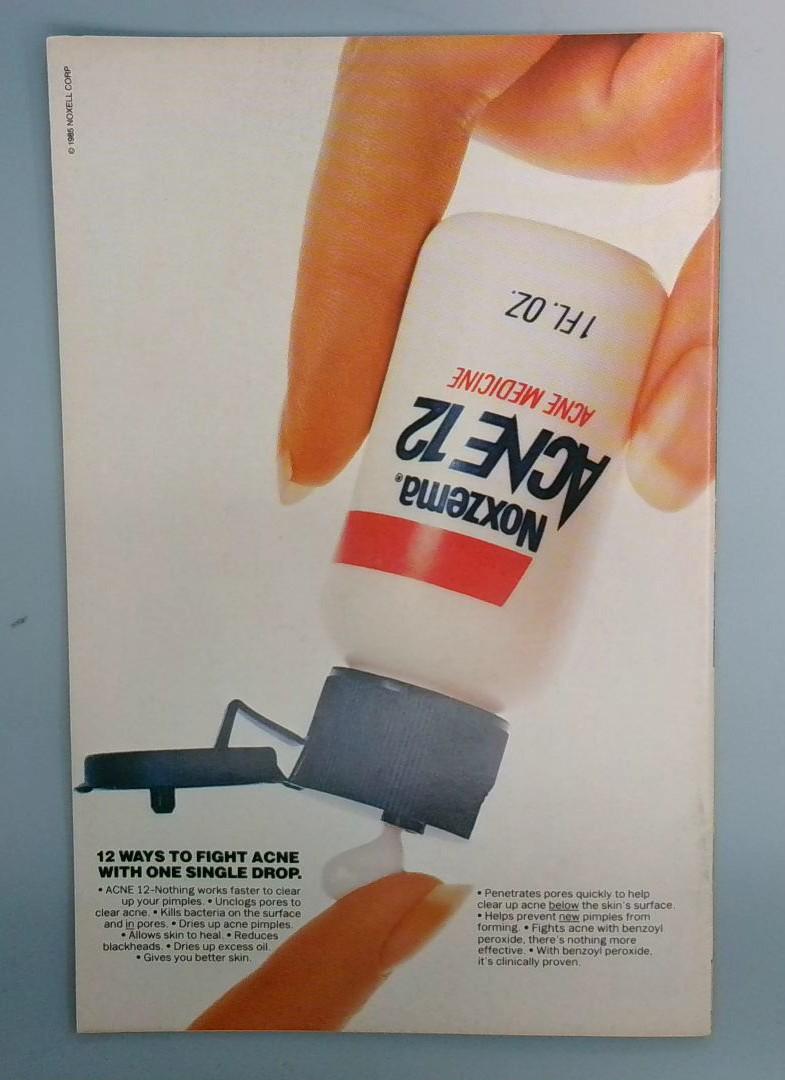 © 1985 NOXELL CORP
1 FL. OZ.
ACNE MEDICINE
ACNE 12
Noxzema®
12 WAYS TO FIGHT ACNE
WITH ONE SINGLE DROP.
• ACNE 12–Nothing works faster to clear
up your pimples. • Unclogs pores to
clear acne. • Kills bacteria on the surface
and in pores. • Dries up acne pimples.
• Allows skin to heal. • Reduces
blackheads. • Dries up excess oil.
• Gives you better skin.
• Penetrates pores quickly to help
clear up acne below the skin's surface.
• Helps prevent new pimples from
forming. • Fights acne with benzoyl
peroxide, there's nothing more
effective. • With benzoyl peroxide,
it's clinically proven.